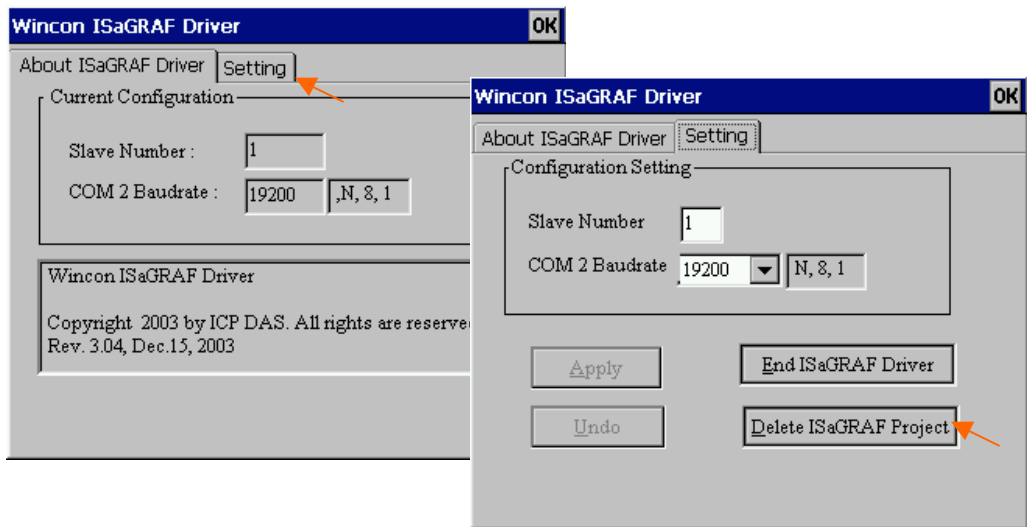 Wincon ISaGRAF Driver OK
About ISaGRAF Driver Setting
Current Configuration
Slave Number : 1
COM 2 Baudrate : 19200 ,N, 8, 1
Wincon ISaGRAF Driver
Copyright 2003 by ICP DAS. All rights are reserve
Rev. 3.04, Dec.15, 2003
Wincon ISaGRAF Driver OK
About ISaGRAF Driver Setting
Configuration Setting
Slave Number 1
COM 2 Baudrate 19200 N, 8, 1
Apply End ISaGRAF Driver
Undo Delete ISaGRAF Project